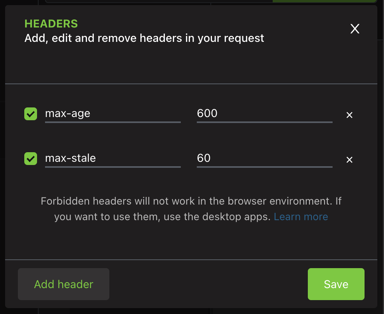 HEADERS
Add, edit and remove headers in your request
max-age 600
max-stale 60
Forbidden headers will not work in the browser environment. If
you want to use them, use the desktop apps. Learn more
Add header Save